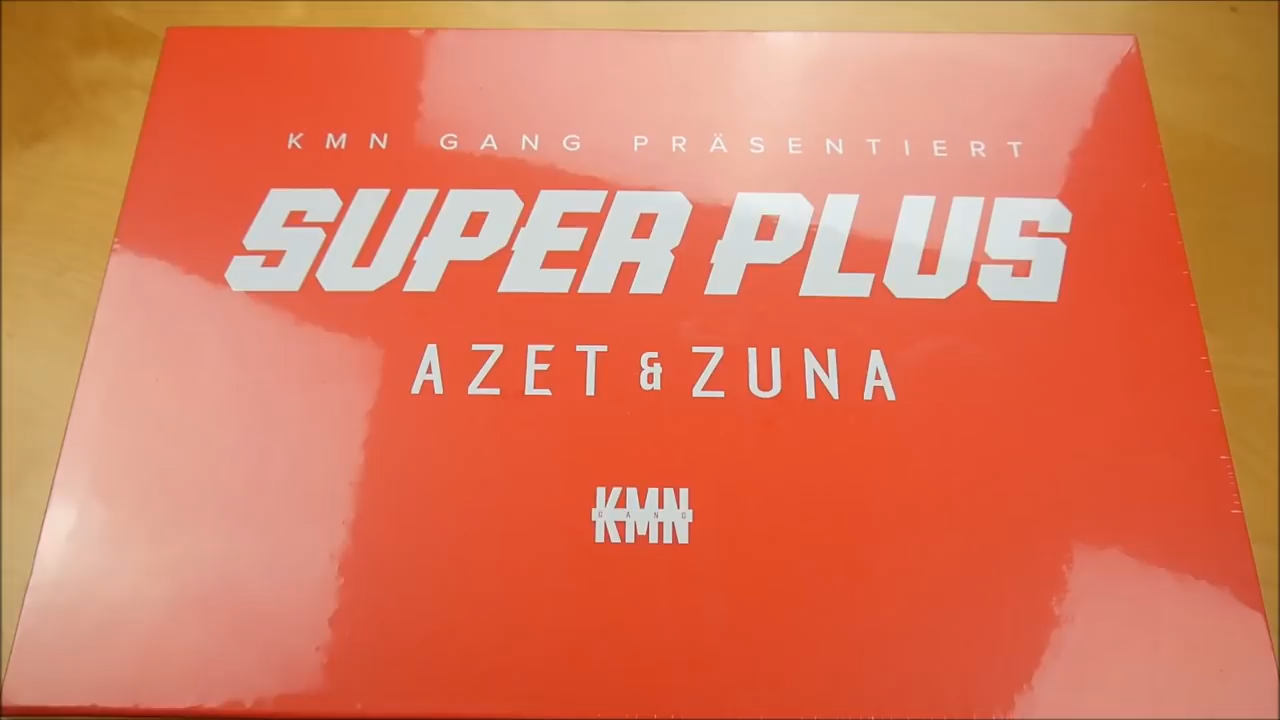 KMN GANG PRÄSENTIERT
SUPER PLUS
AZET & ZUNA
KMN
GANG